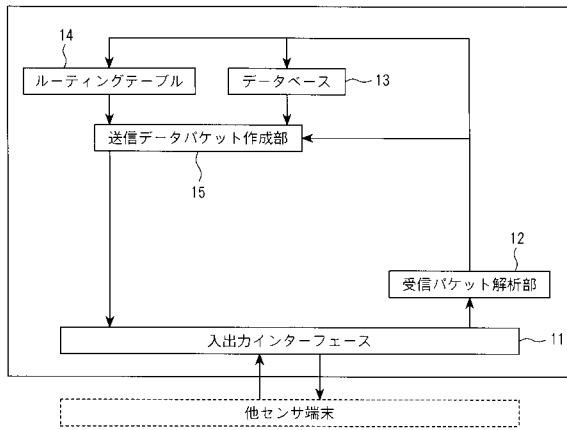 14
ルーティングテーブル
データベース
13
送信データパケット作成部
15
12
受信パケット解析部
入出力インターフェース
11
他センサ端末